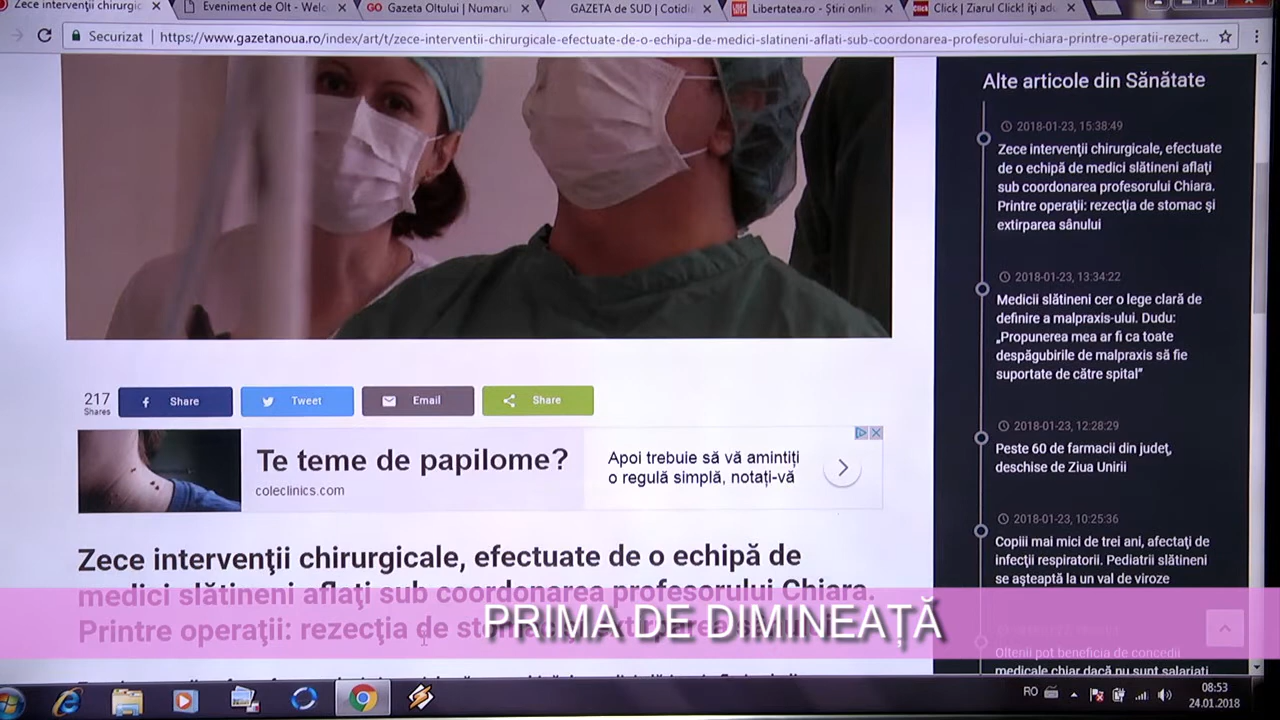 Zece intervenții chirurgic
Eveniment de Olt - Welc
Gazeta Oltului | Numarul
GAZETA de SUD | Cotidi
Libertatea.ro - Știri onlin
Click | Ziarul Click! îți adu
Securizat
https://www.gazetanoua.ro/index/art/t/zece-interventii-chirurgicale-efectuate-de-o-echipa-de-medici-slatineni-aflati-sub-coordonarea-profesorului-chiara-printre-operatii-rezect...
217
Shares
Share
Tweet
Email
Share
Te teme de papilome?
coleclinics.com
Apoi trebuie să vă amintiți
o regulă simplă, notați-vă
Zece intervenţii chirurgicale, efectuate de o echipă de
medici slătineni aflaţi sub coordonarea profesorului Chiara.
Printre operaţii: rezecţia de
PRIMA DE DIMINEAȚĂ
Alte articole din Sănătate
2018-01-23, 15:38:49
Zece intervenţii chirurgicale, efectuate
de o echipă de medici slătineni aflaţi
sub coordonarea profesorului Chiara.
Printre operaţii: rezecţia de stomac şi
extirparea sânului
2018-01-23, 13:34:22
Medicii slătineni cer o lege clară de
definire a malpraxis-ului. Dudu:
„Propunerea mea ar fi ca toate
despăgubirile de malpraxis să fie
suportate de către spital”
2018-01-23, 12:28:29
Peste 60 de farmacii din judeţ,
deschise de Ziua Unirii
2018-01-23, 10:25:36
Copiii mai mici de trei ani, afectaţi de
infecţii respiratorii. Pediatrii slătineni
se aşteaptă la un val de viroze
Oltenii pot beneficia de concedii
medicale chiar dacă nu sunt salariaţi
RO
08:53
24.01.2018